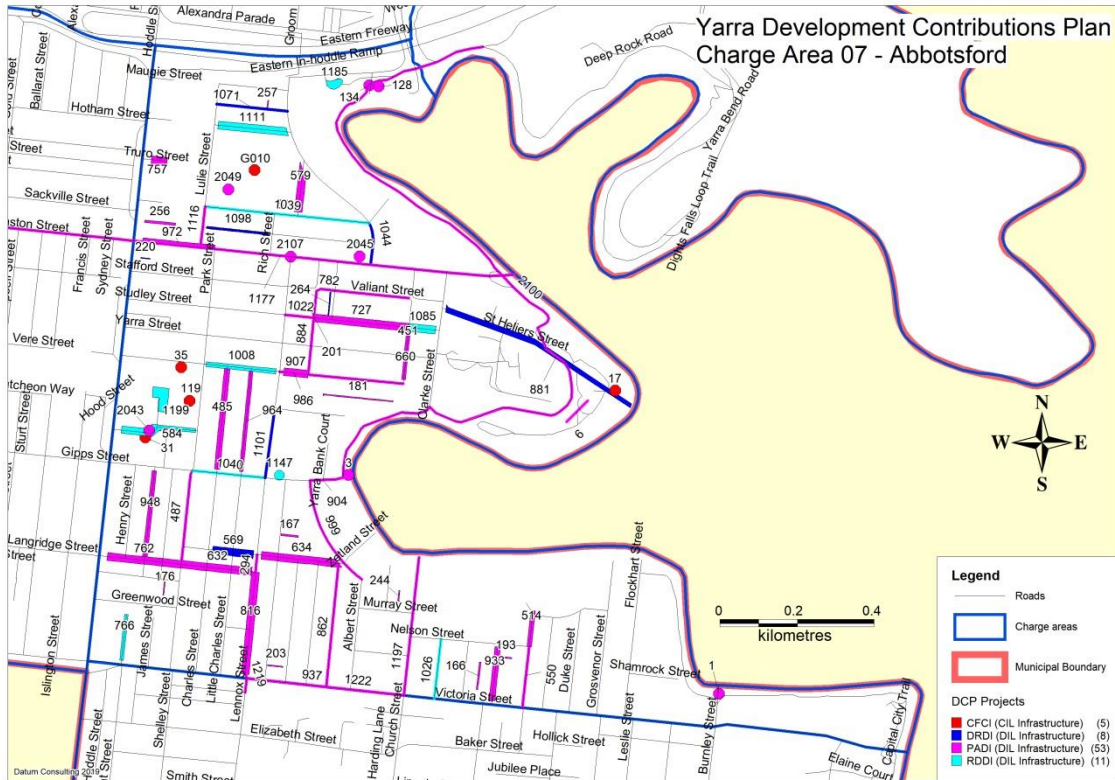 Yarra Development Contributions Plan
Charge Area 07 - Abbotsford
Alexandra Parade
Groom
Eastern Freeway
Eastern In-hoddle Ramp
Hoddle St
Ballarat Street
Maugie Street
Deep Rock Road
Yarra Bend Road
1185
134
128
1071
257
Hotham Street
1111
Truro Street
757
Lulie Street
G010
2049
579
Street
Sackville Street
1039
Dights Falls Loop Trail
256
972
1116
1098
1044
nston Street
220
Rich Street
2107
2045
Stafford Street
Francis Street
Sydney Street
Park Street
782
2100
Valiant Street
264
Studley Street
1177
1022
727
1085
St Heliers Street
Yarra Street
884
451
Vere Street
201
660
35
1008
907
Clarke Street
17
181
881
utcheon Way
119
Hood Street
485
986
964
6
2043
1199
584
Sturt Street
31
1101
Yarra Bank Court
Gipps Street
1040
1147
3
904
948
487
Henry Street
999
167
Zetland Street
Langridge Street
569
762
632
294
634
Street
176
244
Flockhart Street
Greenwood Street
Murray Street
816
Albert Street
862
766
Nelson Street
514
James Street
Charles Street
Little Charles Street
Lennox Street
193
1197
1026
166
933
550
Duke Street
Grosvenor Street
Shamrock Street
1
203
1219
937
1222
Victoria Street
Islington Street
Shelley Street
Harding Lane
Church Street
Leslie Street
Burnley Street
Capital City Trail
Elizabeth Street
Hollick Street
Baker Street
Hoddle Street
Smith Street
Jubilee Place
Elaine Court
N
W
E
S
0 0.2 0.4
kilometres
Legend
Roads
Charge areas
Municipal Boundary
DCP Projects
CFCI (CIL Infrastructure) (5)
DRDI (DIL Infrastructure) (8)
PADI (DIL Infrastructure) (53)
RDDI (DIL Infrastructure) (11)
Datum Consulting 2019